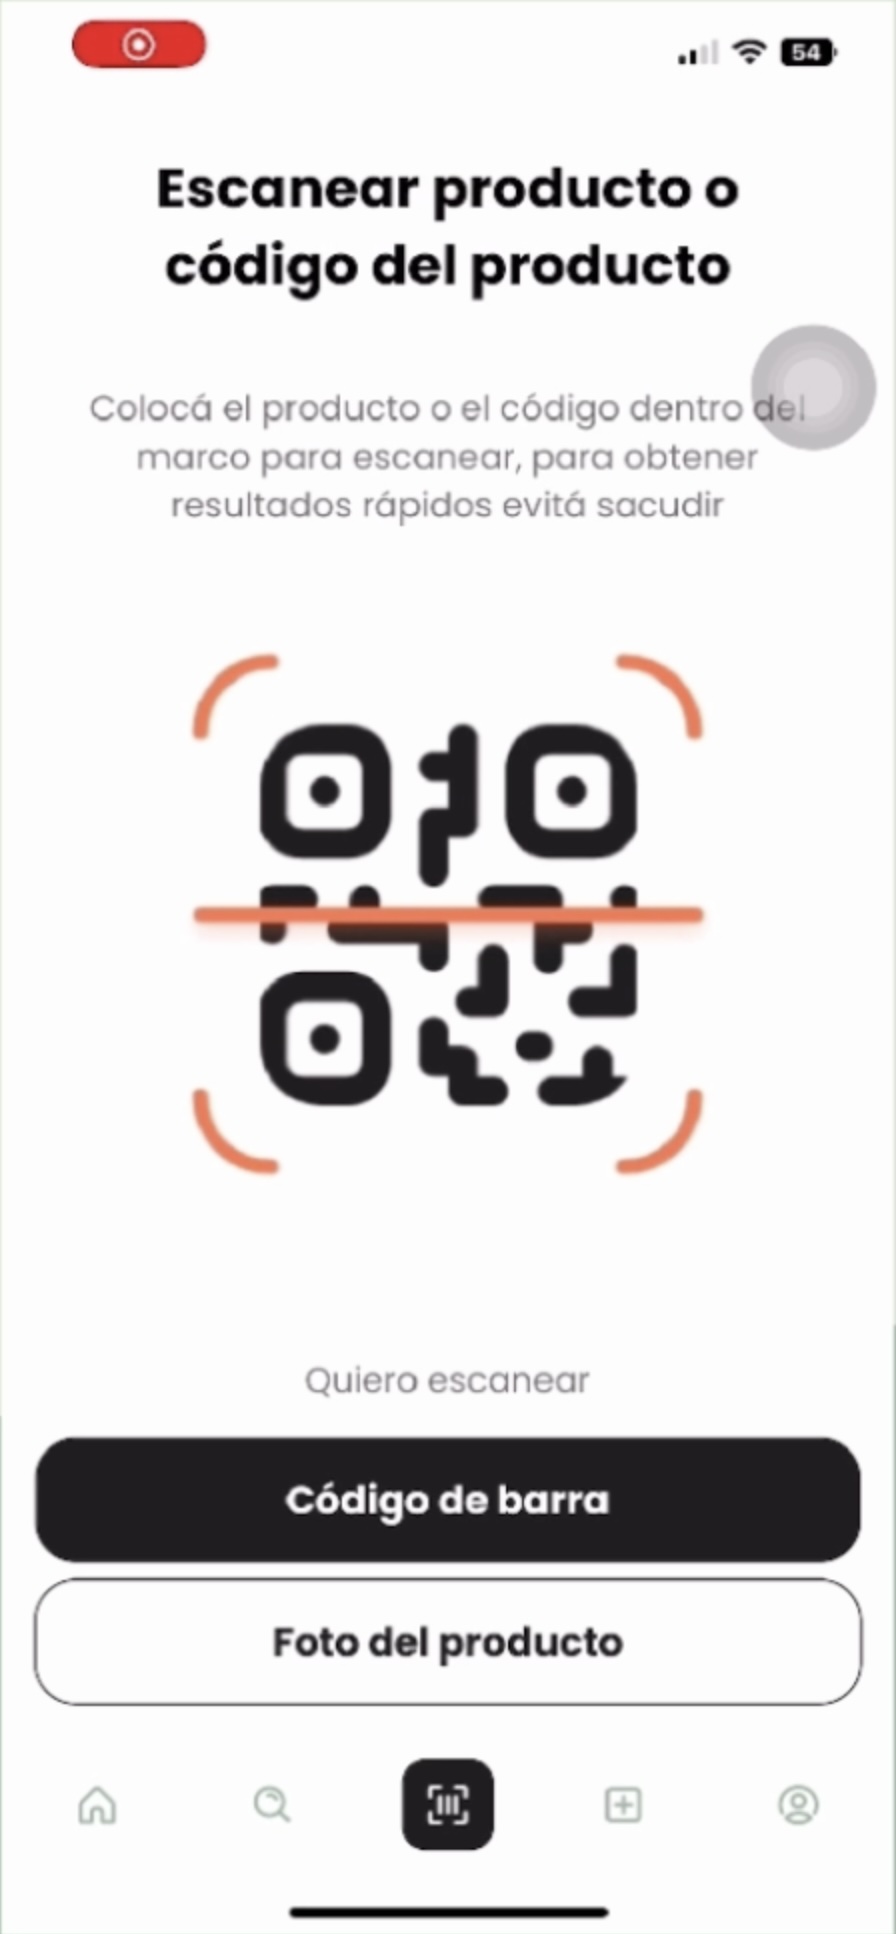 54
Escanear producto o
código del producto
Colocá el producto o el código dentro del
marco para escanear, para obtener
resultados rápidos evitá sacudir
Quiero escanear
Código de barra
Foto del producto